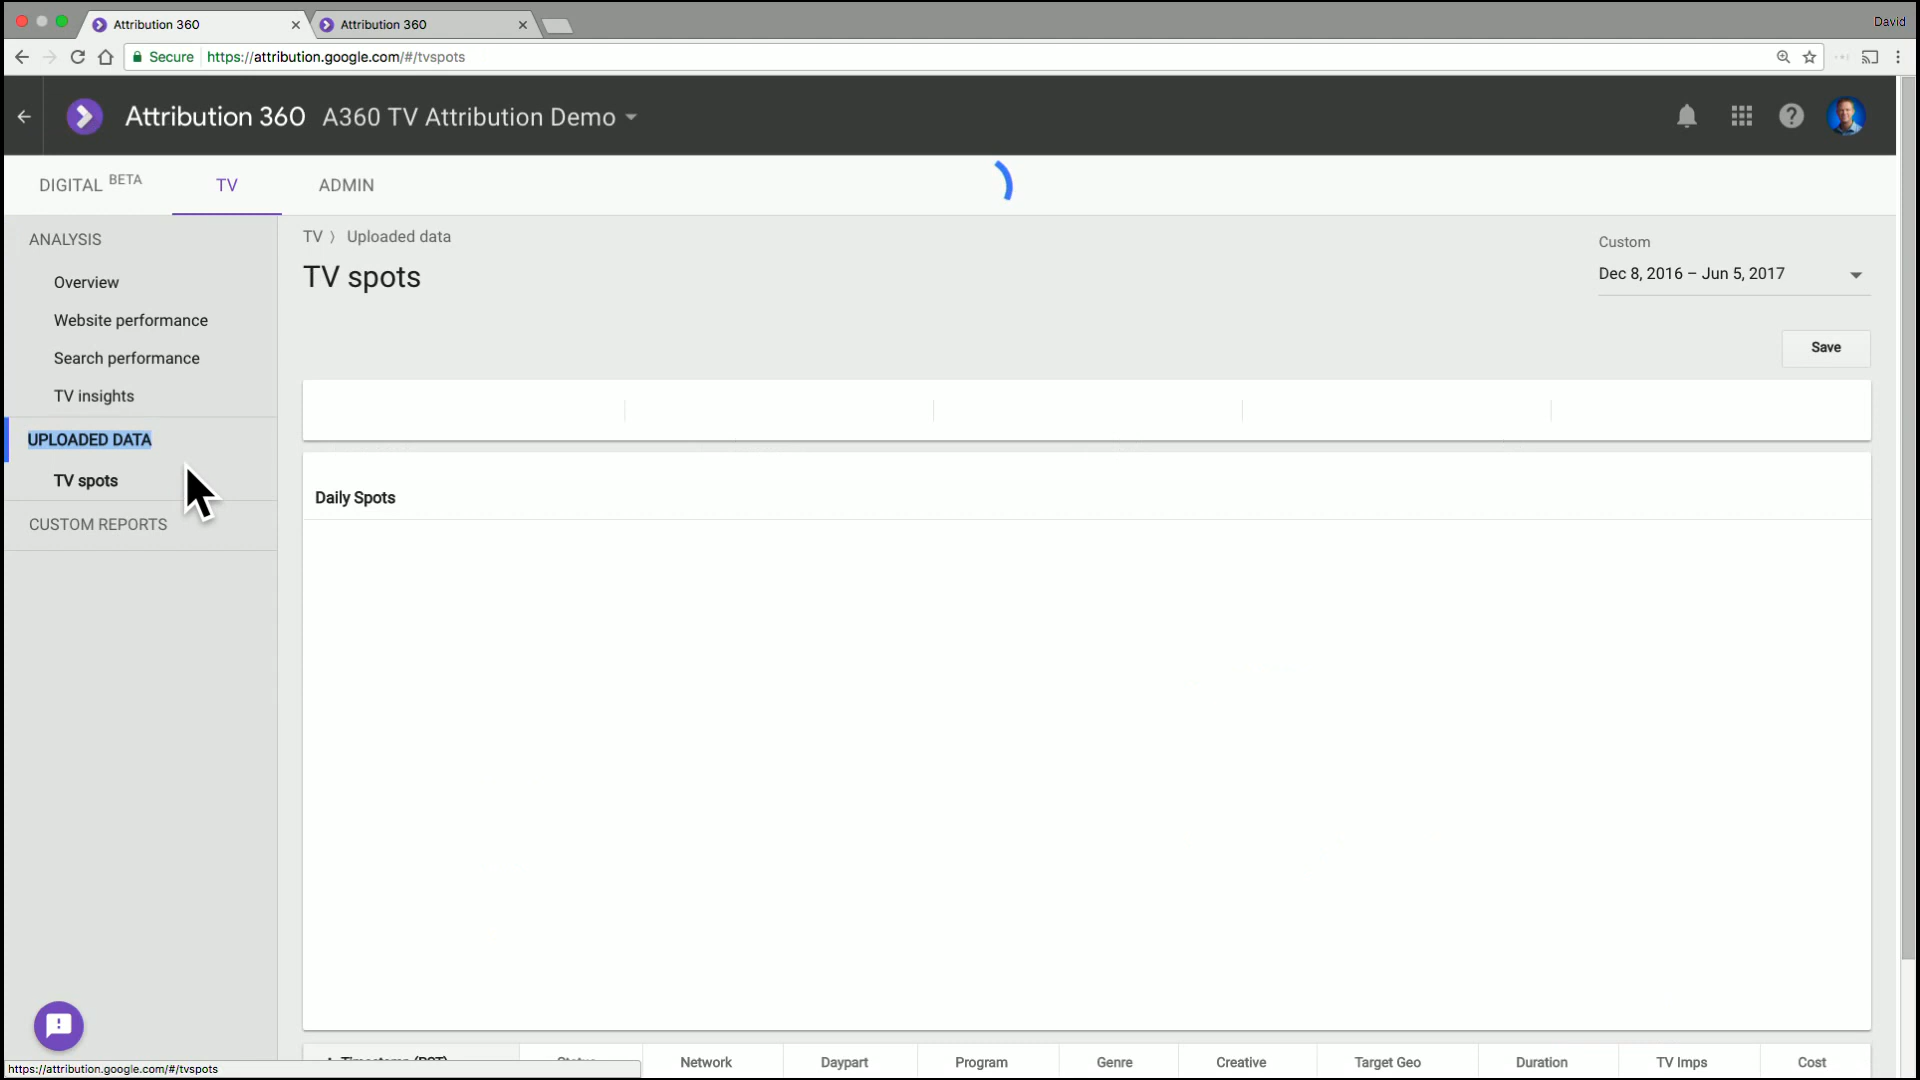 Attribution 360
Attribution 360
David
Secure
https://attribution.google.com/#/tvspots
Attribution 360
A360 TV Attribution Demo
DIGITAL BETA
TV
ADMIN
ANALYSIS
Overview
Website performance
Search performance
TV insights
UPLOADED DATA
TV spots
CUSTOM REPORTS
TV 〉 Uploaded data
TV spots
Custom
Dec 8, 2016 – Jun 5, 2017
Save
Daily Spots
Timestamp (PST)
Status
Network
Daypart
Program
Genre
Creative
Target Geo
Duration
TV Imps
Cost
https://attribution.google.com/#/tvspots